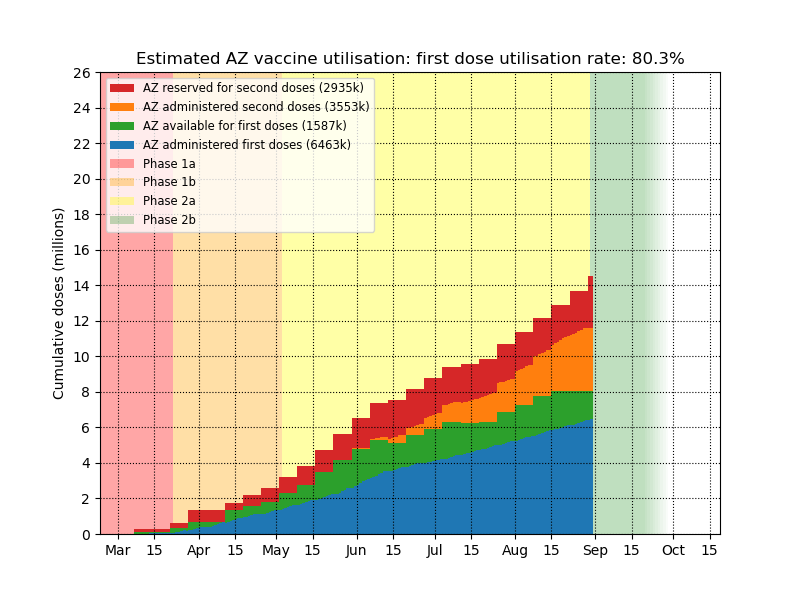 Estimated AZ vaccine utilisation: first dose utilisation rate: 80.3%
26
24
22
20
18
16
14
12
10
8
6
4
2
0
Cumulative doses (millions)
AZ reserved for second doses (2935k)
AZ administered second doses (3553k)
AZ available for first doses (1587k)
AZ administered first doses (6463k)
Phase 1a
Phase 1b
Phase 2a
Phase 2b
Mar 15 Apr 15 May 15 Jun 15 Jul 15 Aug 15 Sep 15 Oct 15